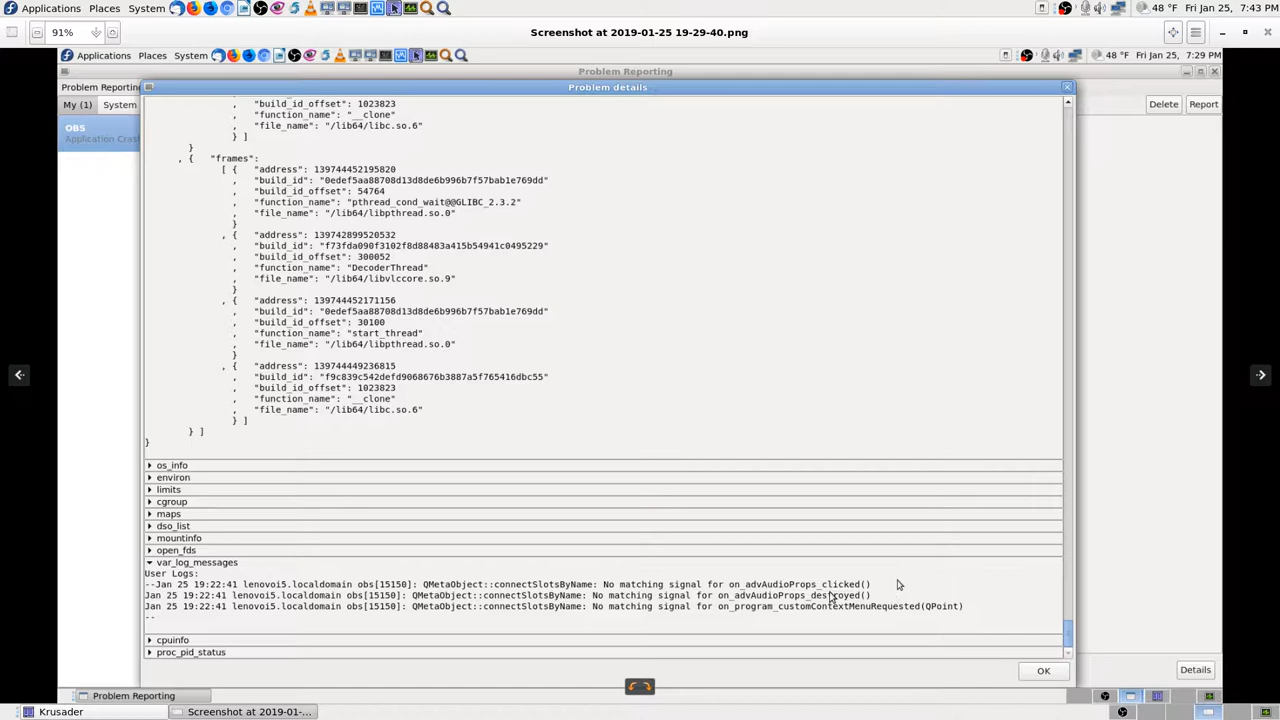 Applications Places System 48 °F Fri Jan 25, 7:43 PM
91% Screenshot at 2019-01-25 19-29-40.png
Applications Places System 48 °F Fri Jan 25, 7:29 PM
Problem Reporting
Problem Reporting Problem details
My (1) System Delete Report
OBS
Application Cras
, "build_id_offset": 1023823
, "function_name": "__clone"
, "file_name": "/lib64/libc.so.6"
} ]
}
, { "frames":
[ { "address": 139744452195820
, "build_id": "0edef5aa88708d13d8de6b996b7f57bab1e769dd"
, "build_id_offset": 54764
, "function_name": "pthread_cond_wait@@GLIBC_2.3.2"
, "file_name": "/lib64/libpthread.so.0"
}
, { "address": 139742899520532
, "build_id": "f73fda090f3102f8d88483a415b54941c0495229"
, "build_id_offset": 300052
, "function_name": "DecoderThread"
, "file_name": "/lib64/libvlccore.so.9"
}
, { "address": 139744452171156
, "build_id": "0edef5aa88708d13d8de6b996b7f57bab1e769dd"
, "build_id_offset": 30100
, "function_name": "start_thread"
, "file_name": "/lib64/libpthread.so.0"
}
, { "address": 139744449236815
, "build_id": "f9c839c542defd9068676b3887a5f765416dbc55"
, "build_id_offset": 1023823
, "function_name": "__clone"
, "file_name": "/lib64/libc.so.6"
} ]
} ]
}
os_info
environ
limits
cgroup
maps
dso_list
mountinfo
open_fds
var_log_messages
User Logs:
--Jan 25 19:22:41 lenovoi5.localdomain obs[15150]: QMetaObject::connectSlotsByName: No matching signal for on_advAudioProps_clicked()
Jan 25 19:22:41 lenovoi5.localdomain obs[15150]: QMetaObject::connectSlotsByName: No matching signal for on_advAudioProps_destroyed()
Jan 25 19:22:41 lenovoi5.localdomain obs[15150]: QMetaObject::connectSlotsByName: No matching signal for on_program_customContextMenuRequested(QPoint)
--
cpuinfo
proc_pid_status
OK Details
Problem Reporting
Krusader Screenshot at 2019-01-...